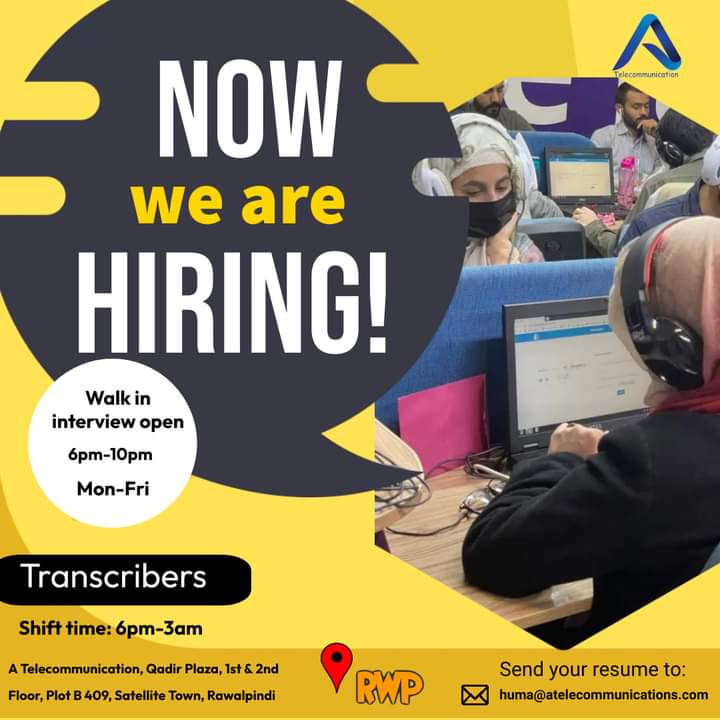 Telecommunication
NOW
we are
HIRING!
Walk in
interview open
6pm-10pm
Mon-Fri
Transcribers
Shift time: 6pm-3am
A Telecommunication, Qadir Plaza, 1st & 2nd
Floor, Plot B 409, Satellite Town, Rawalpindi
RWP
Send your resume to:
huma@atelecommunications.com